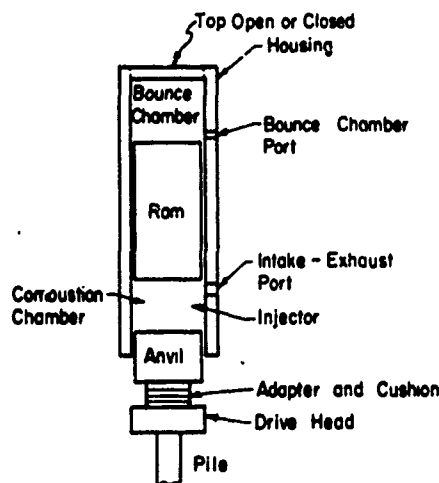 Top Open or Closed
Housing
Bounce
Chamber
Bounce Chamber
Port
Ram
Intake - Exhaust
Port
Combustion
Chamber
Injector
Anvil
Adapter and Cushion
Drive Head
Pile